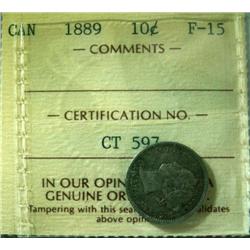 CAN 1889 10¢ F-15
— COMMENTS —
— CERTIFICATION NO. —
CT 597
IN OUR OPIN A
GENUINE OR
Tampering with this sea validates
above opin